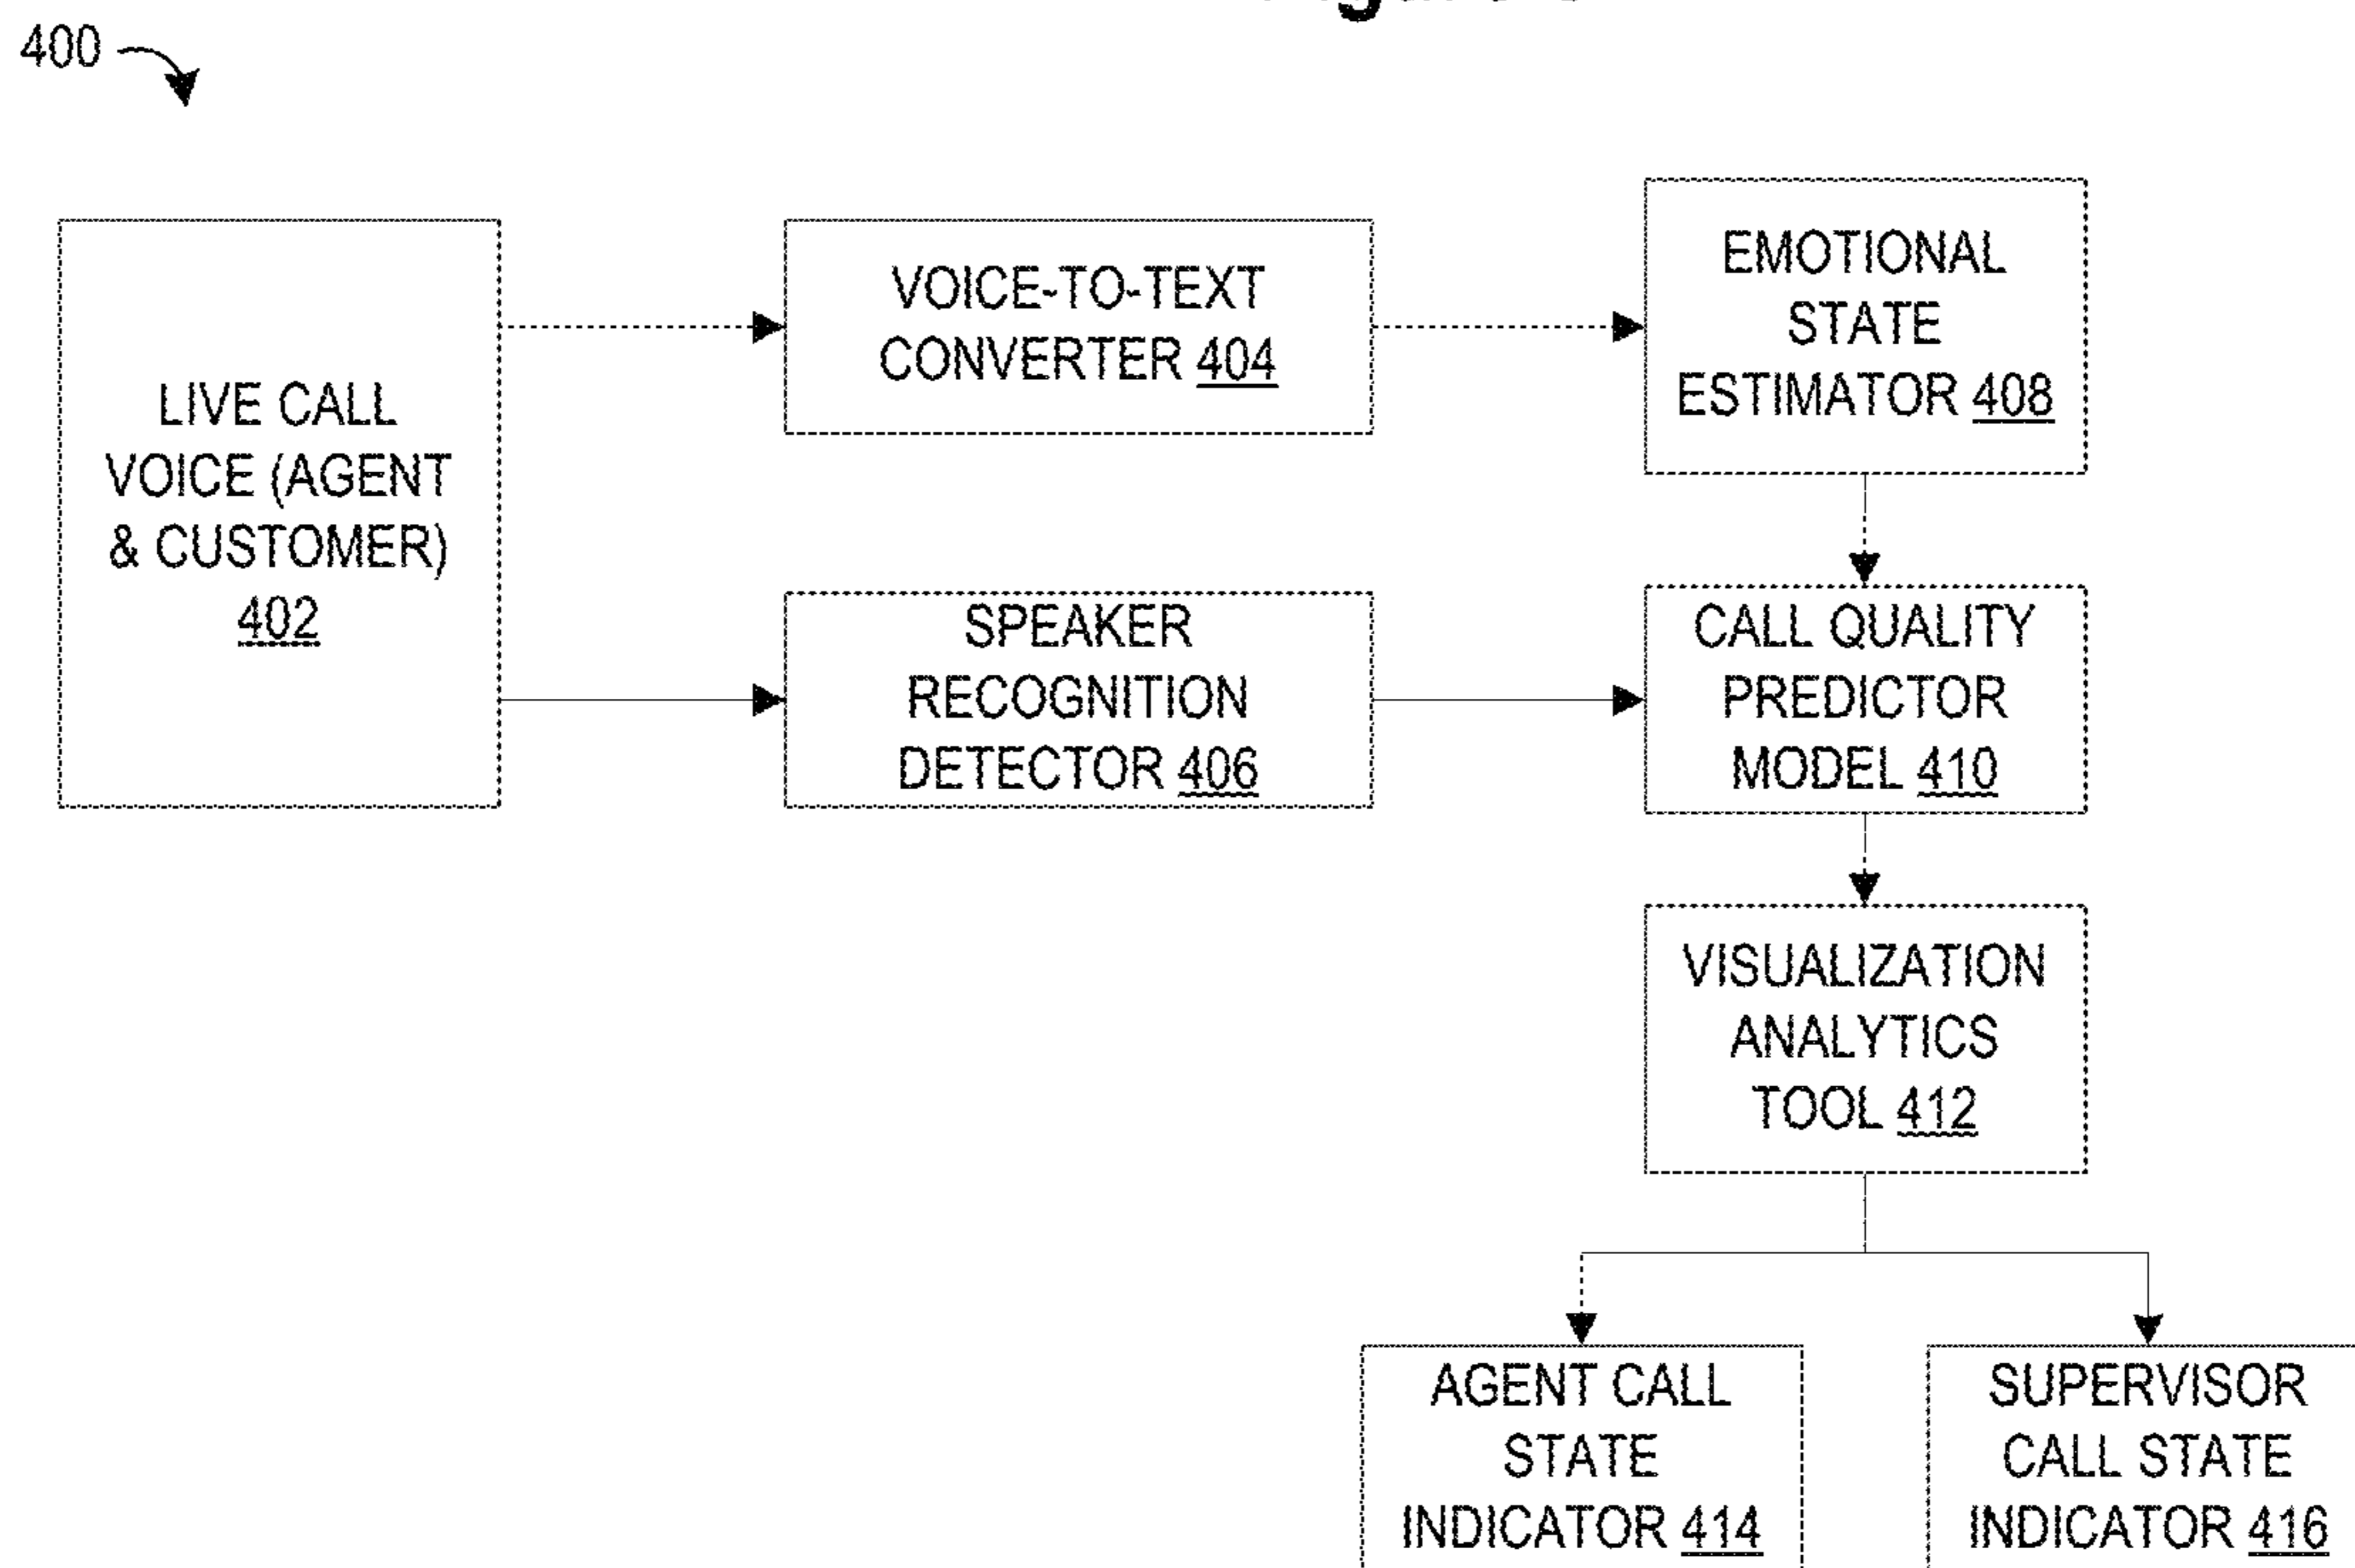 400
LIVE CALL
VOICE (AGENT
& CUSTOMER)
402
VOICE-TO-TEXT
CONVERTER 404
EMOTIONAL
STATE
ESTIMATOR 408
SPEAKER
RECOGNITION
DETECTOR 406
CALL QUALITY
PREDICTOR
MODEL 410
VISUALIZATION
ANALYTICS
TOOL 412
AGENT CALL
STATE
INDICATOR 414
SUPERVISOR
CALL STATE
INDICATOR 416